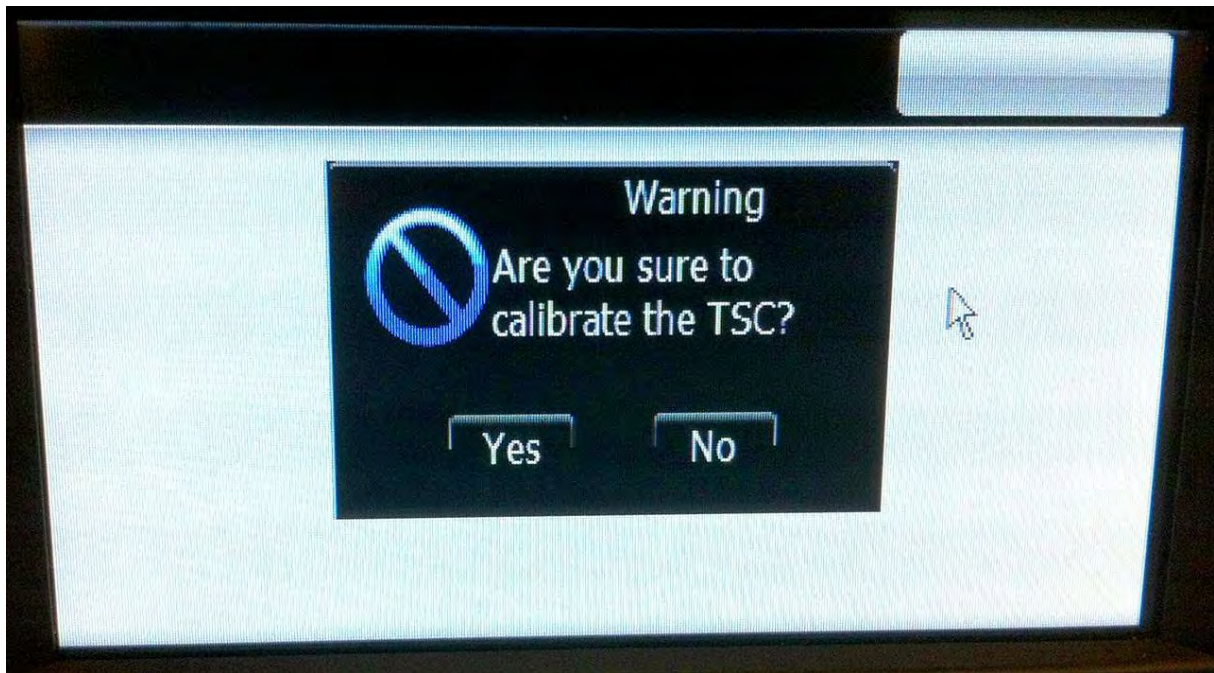 Warning
Are you sure to
calibrate the TSC?
Yes No